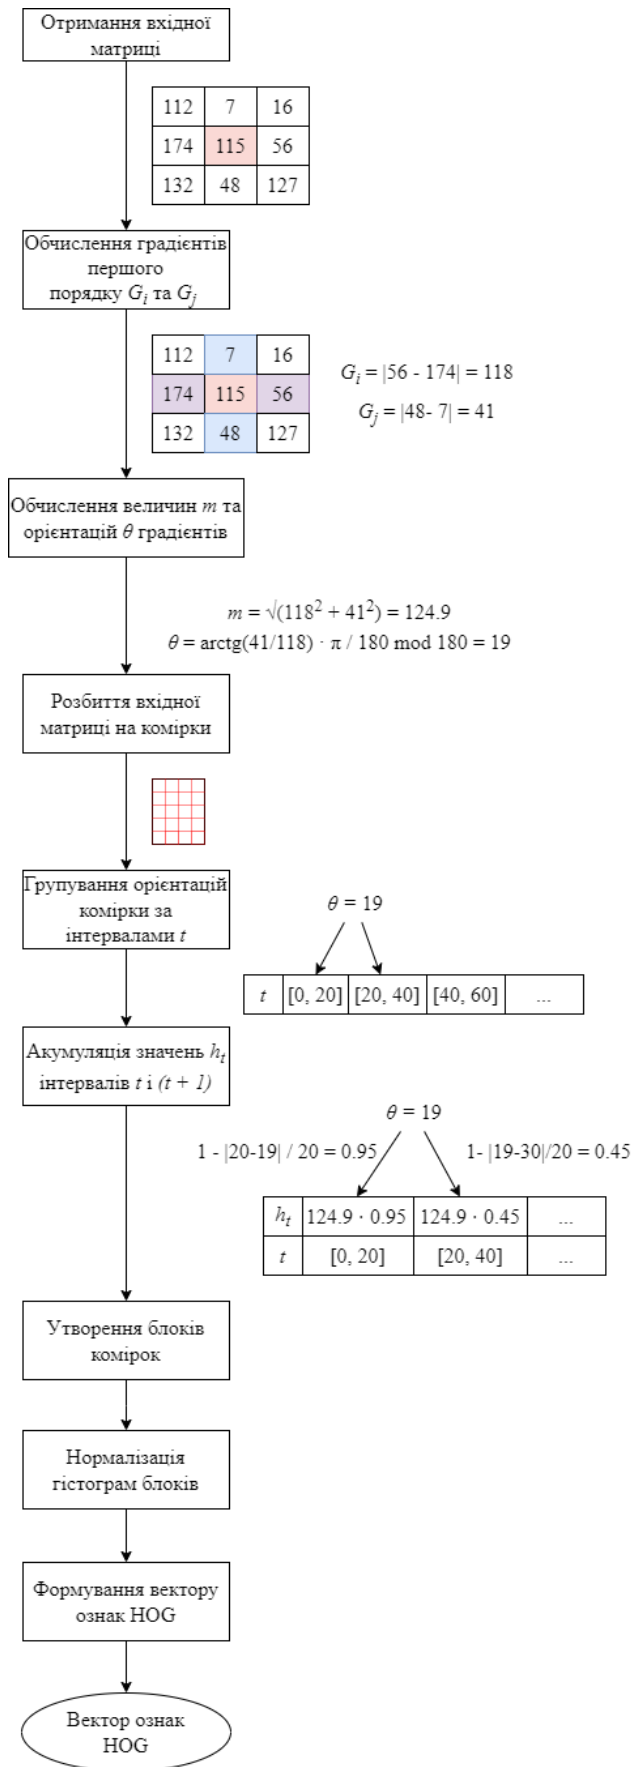 Отримання вхідної
матриці
112 7 16
174 115 56
132 48 127
Обчислення градієнтів
першого
порядку Gᵢ та Gⱼ
112 7 16
174 115 56
132 48 127
Gᵢ = |56 - 174| = 118
Gⱼ = |48- 7| = 41
Обчислення величин m та
орієнтацій θ градієнтів
m = √(118² + 41²) = 124.9
θ = arctg(41/118) · π / 180 mod 180 = 19
Розбиття вхідної
матриці на комірки
Групування орієнтацій
комірки за
інтервалами t
θ = 19
t [0, 20] [20, 40] [40, 60] ...
Акумуляція значень hₜ
інтервалів t і (t + 1)
θ = 19
1 - |20-19| / 20 = 0.95 1- |19-30|/20 = 0.45
hₜ 124.9 · 0.95 124.9 · 0.45 ...
t [0, 20] [20, 40] ...
Утворення блоків
комірок
Нормалізація
гістограм блоків
Формування вектору
ознак HOG
Вектор ознак
HOG